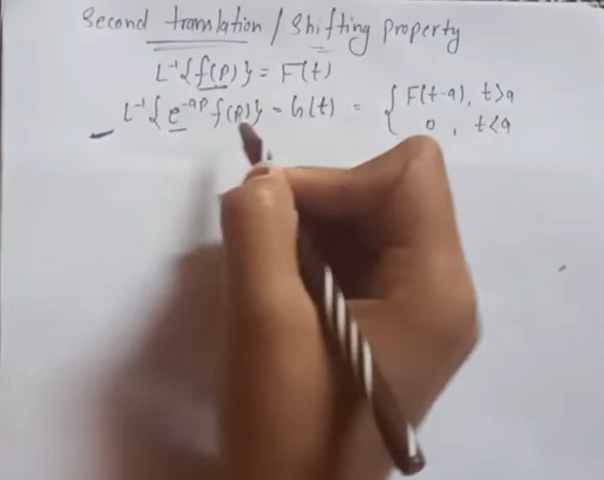 Second translation / Shifting property
L⁻¹{f(p)} = F(t)
L⁻¹{e⁻ᵃᵖ f(p)} = G(t) = { F(t-a), t>a
0, t<a